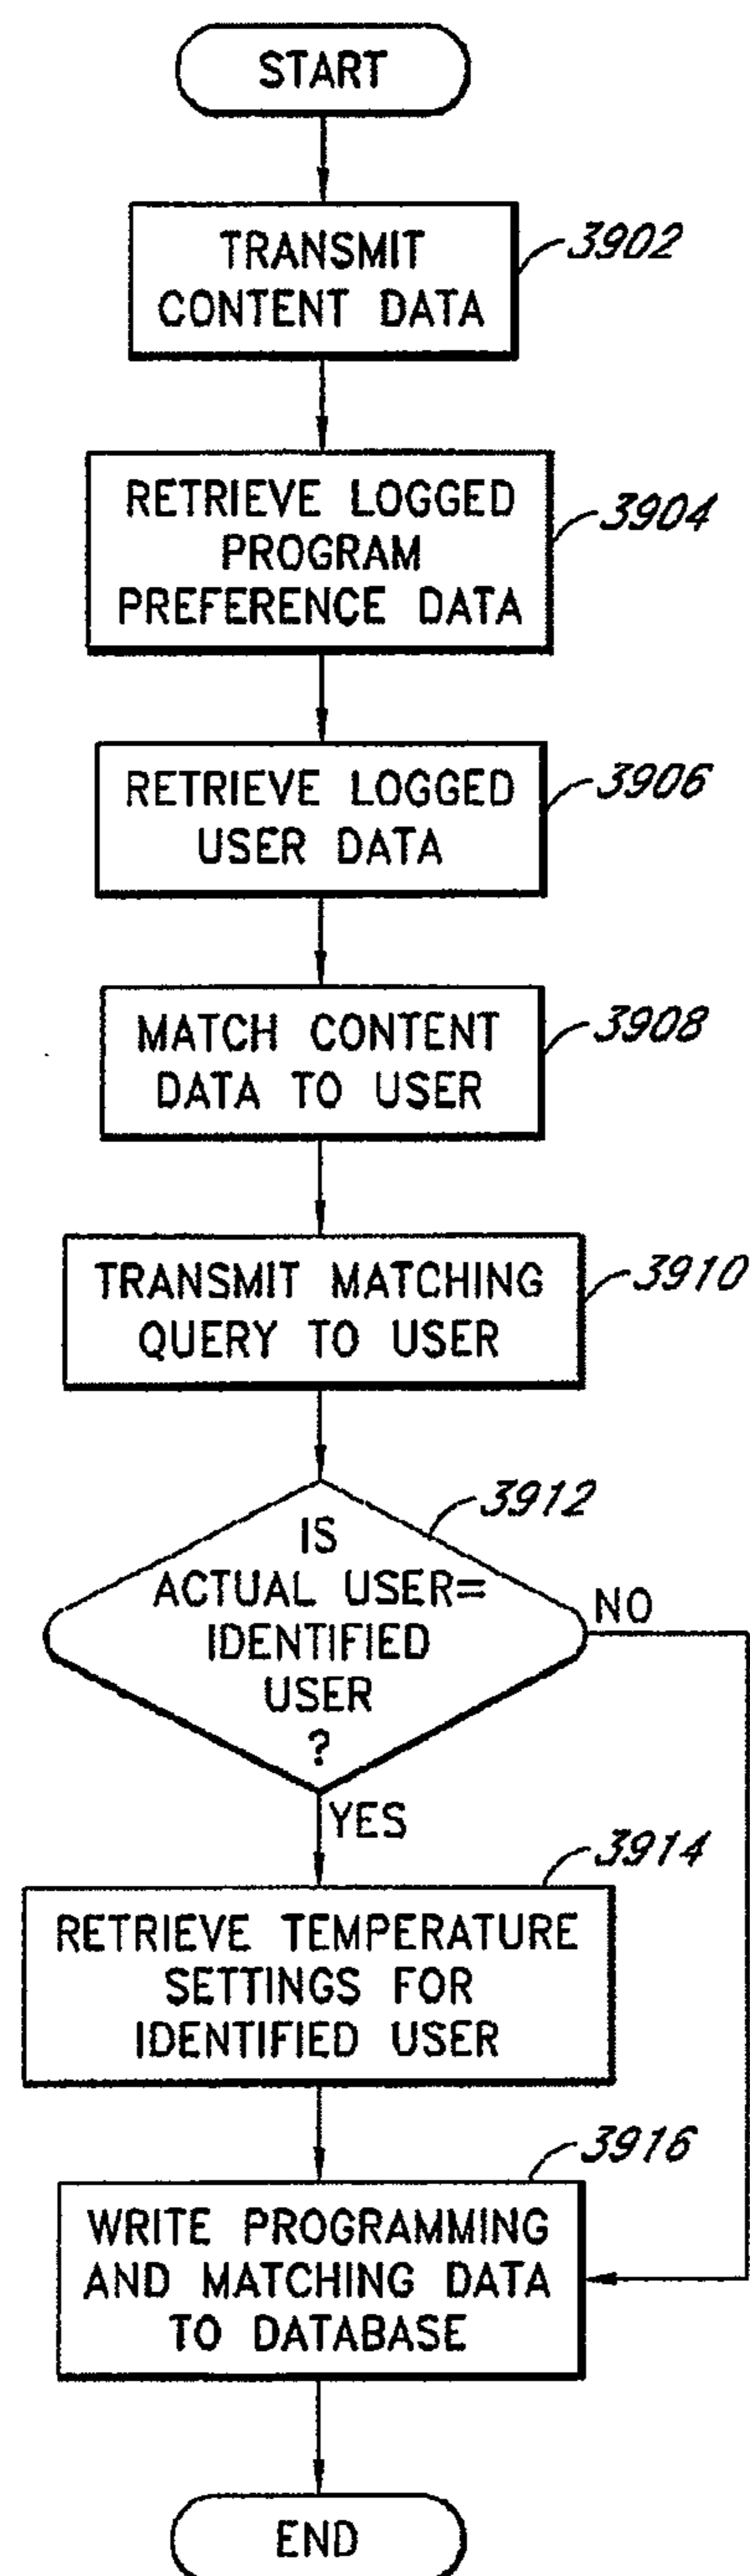 START
TRANSMIT
CONTENT DATA
3902
RETRIEVE LOGGED
PROGRAM
PREFERENCE DATA
3904
RETRIEVE LOGGED
USER DATA
3906
MATCH CONTENT
DATA TO USER
3908
TRANSMIT MATCHING
QUERY TO USER
3910
IS
ACTUAL USER=
IDENTIFIED
USER
?
3912
NO
YES
RETRIEVE TEMPERATURE
SETTINGS FOR
IDENTIFIED USER
3914
WRITE PROGRAMMING
AND MATCHING DATA
TO DATABASE
3916
END